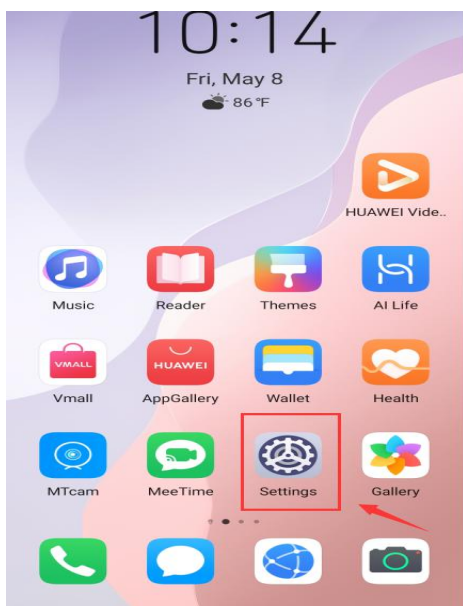 10:14
Fri, May 8
86°F
HUAWEI Vide..
Music
Reader
Themes
AI Life
VMALL
HUAWEI
Vmall
AppGallery
Wallet
Health
MTcam
MeeTime
Settings
Gallery